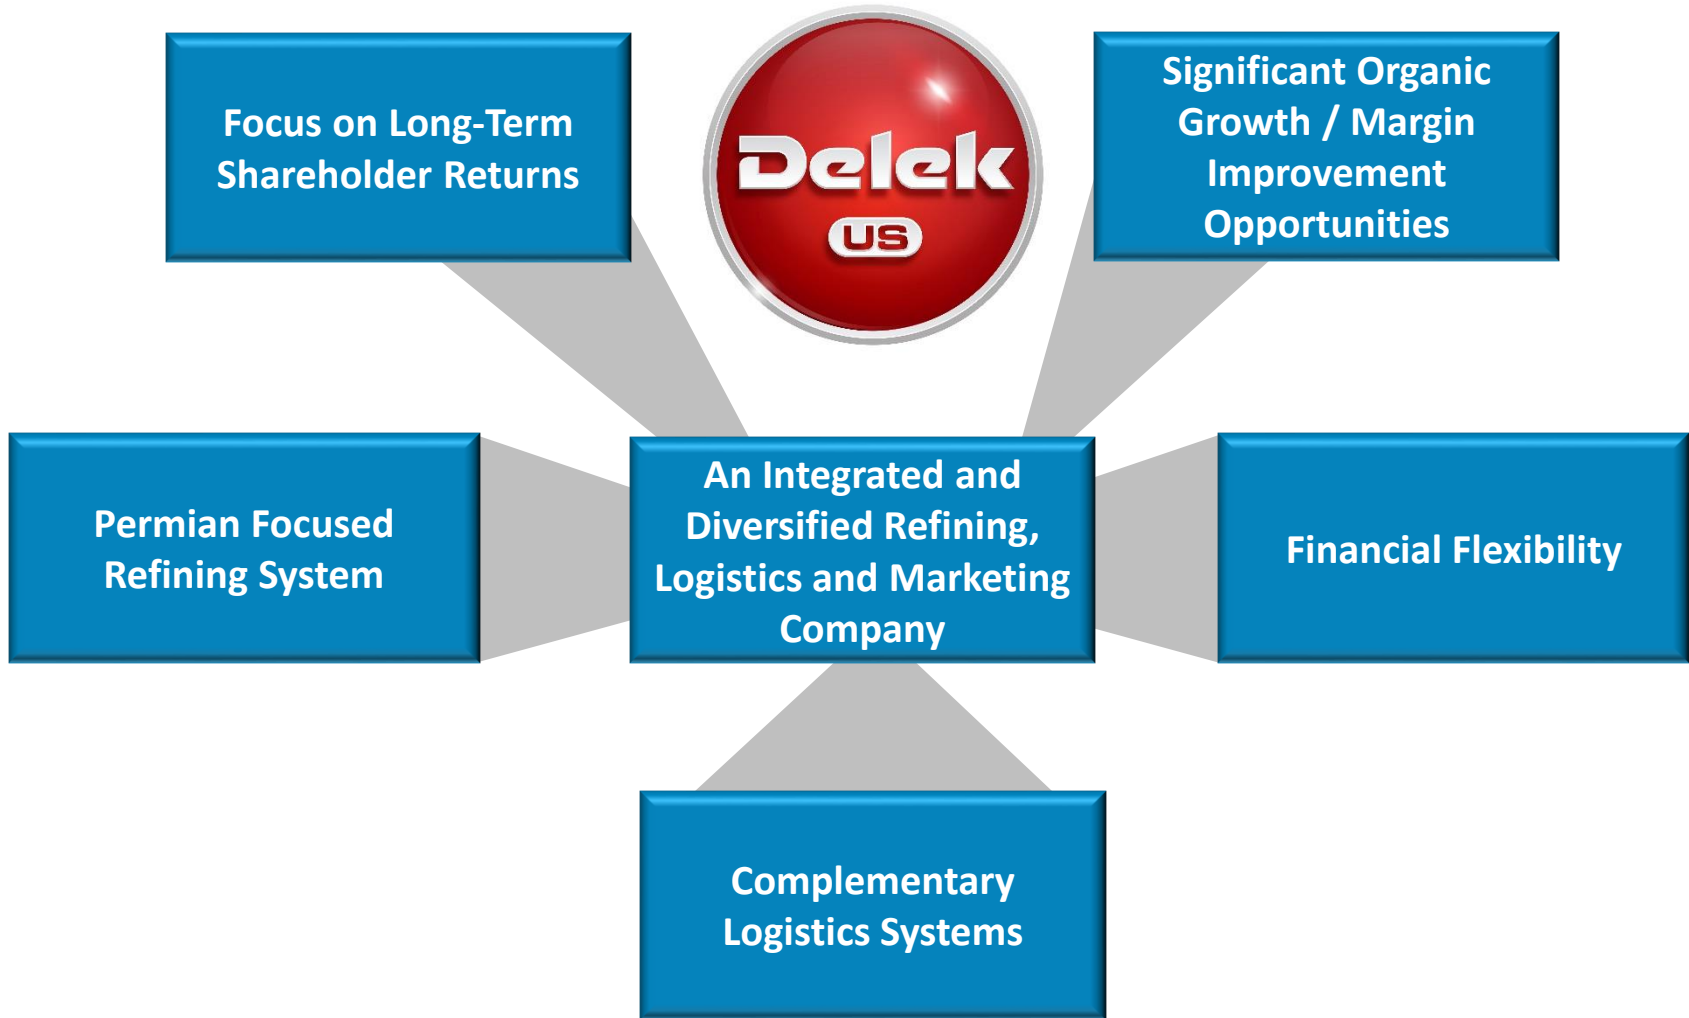 Focus on Long-Term
Shareholder Returns
Delek
US
Significant Organic
Growth / Margin
Improvement
Opportunities
Permian Focused
Refining System
An Integrated and
Diversified Refining,
Logistics and Marketing
Company
Financial Flexibility
Complementary
Logistics Systems